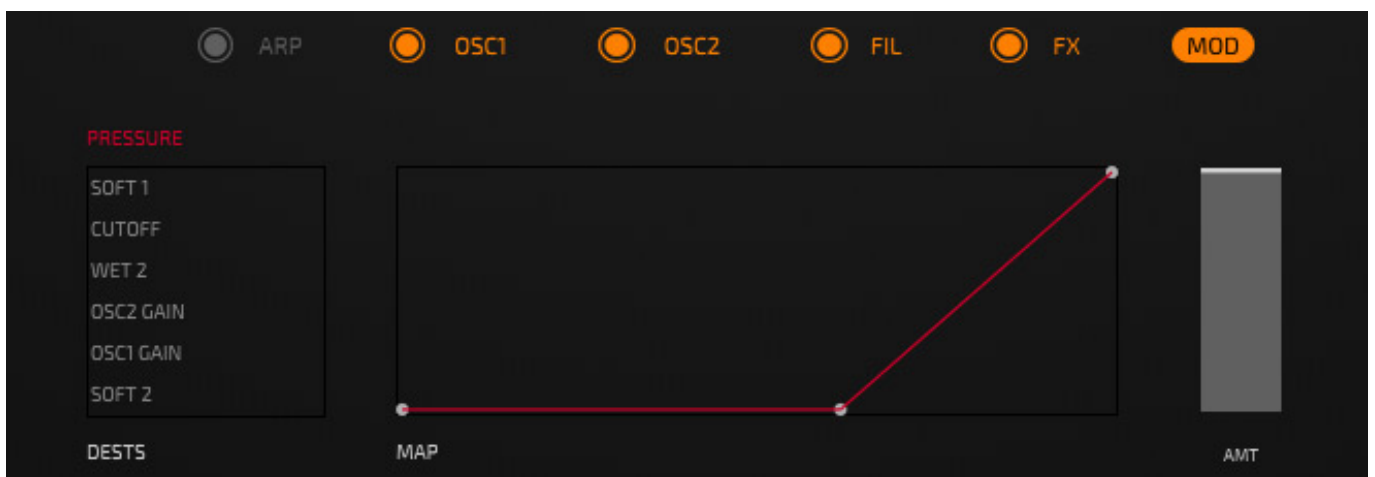 ARP OSC1 OSC2 FIL FX MOD
PRESSURE
SOFT 1
CUTOFF
WET 2
OSC2 GAIN
OSC1 GAIN
SOFT 2
DESTS MAP AMT